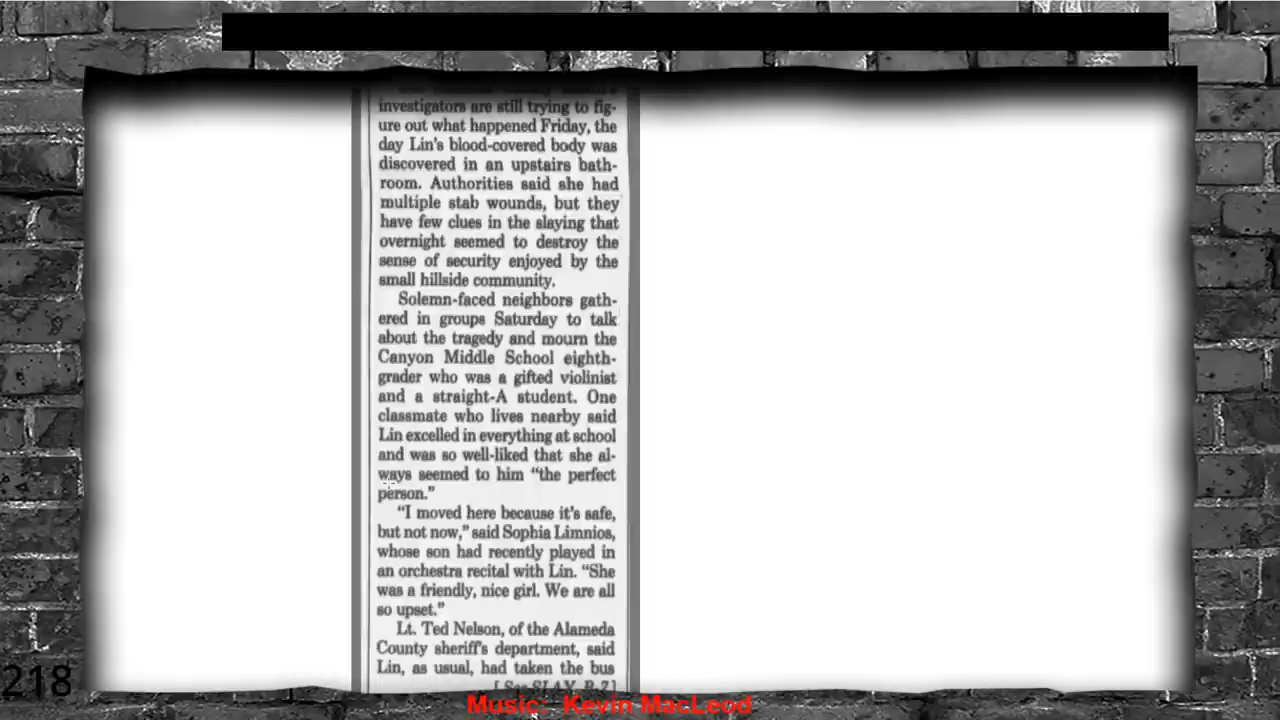 investigators are still trying to fig-
ure out what happened Friday, the
day Lin's blood-covered body was
discovered in an upstairs bath-
room. Authorities said she had
multiple stab wounds, but they
have few clues in the slaying that
overnight seemed to destroy the
sense of security enjoyed by the
small hillside community.
Solemn-faced neighbors gath-
ered in groups Saturday to talk
about the tragedy and mourn the
Canyon Middle School eighth-
grader who was a gifted violinist
and a straight-A student. One
classmate who lives nearby said
Lin excelled in everything at school
and was so well-liked that she al-
ways seemed to him "the perfect
person."
"I moved here because it's safe,
but not now," said Sophia Limnios,
whose son had recently played in
an orchestra recital with Lin. "She
was a friendly, nice girl. We are all
so upset."
Lt. Ted Nelson, of the Alameda
County sheriff's department, said
Lin, as usual, had taken the bus
[See SLAY, B-7]
218
Music: Kevin MacLeod